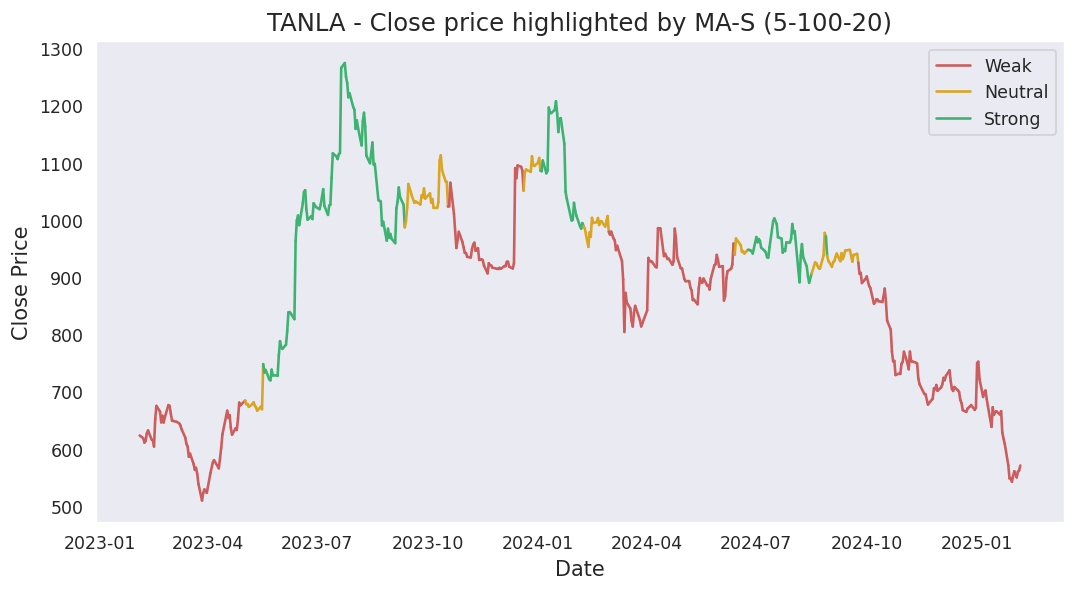 TANLA - Close price highlighted by MA-S (5-100-20)
1300
1200
1100
1000
900
800
700
600
500
Close Price
Weak
Neutral
Strong
2023-01 2023-04 2023-07 2023-10 2024-01 2024-04 2024-07 2024-10 2025-01
Date